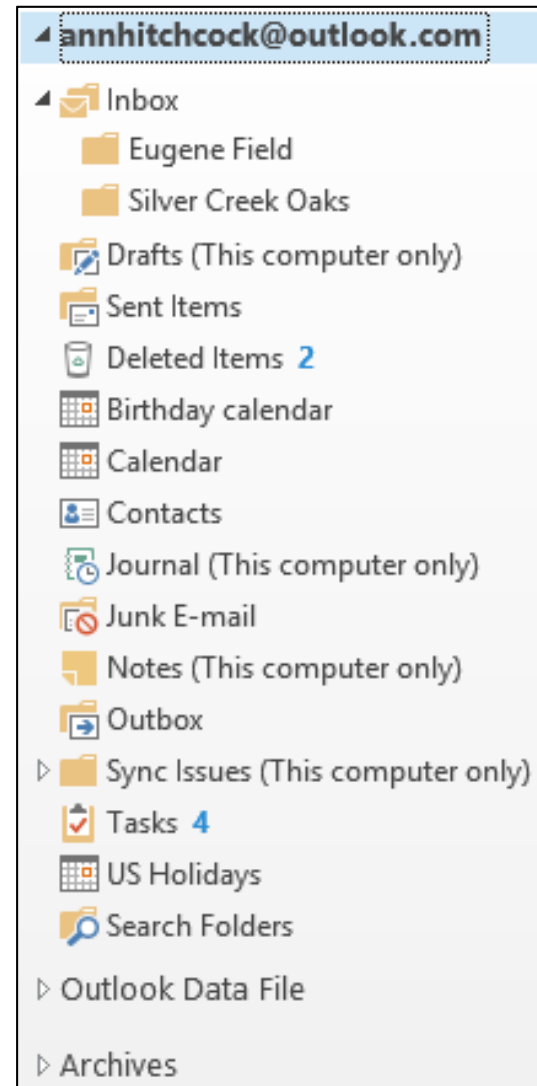 annhitchcock@outlook.com
Inbox
Eugene Field
Silver Creek Oaks
Drafts (This computer only)
Sent Items
Deleted Items 2
Birthday calendar
Calendar
Contacts
Journal (This computer only)
Junk E-mail
Notes (This computer only)
Outbox
Sync Issues (This computer only)
Tasks 4
US Holidays
Search Folders
Outlook Data File
Archives